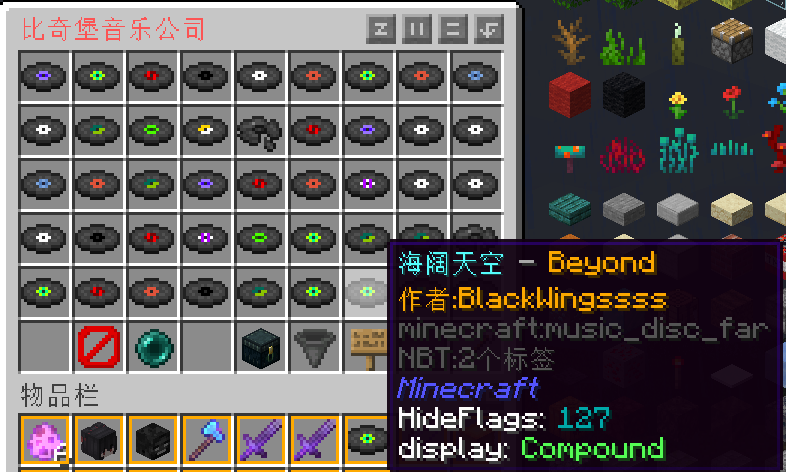 比奇堡音乐公司
海阔天空 - Beyond
作者:BlackWingssss
minecraft:music_disc_far
NBT:2个标签
Minecraft
HideFlags: 127
display: Compound
物品栏